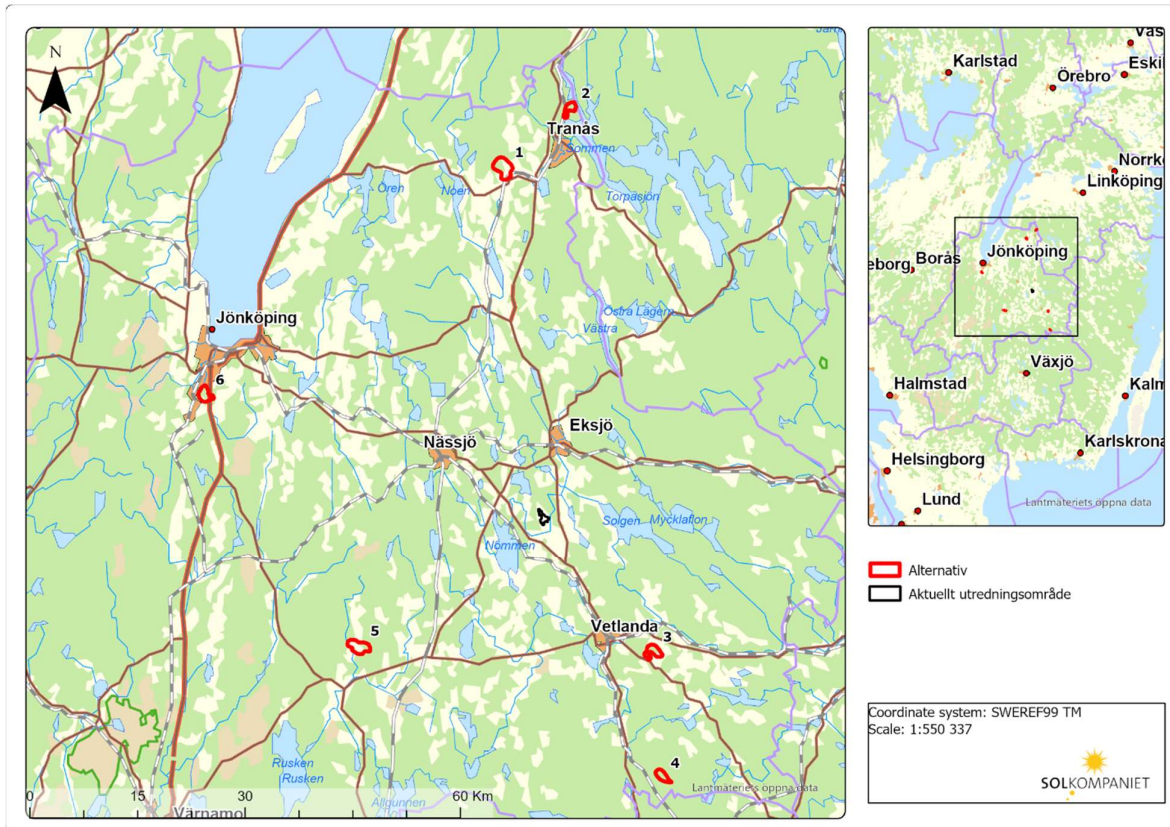 N
Järn
2
Tranås
Sommen
1
Ören
Noen
Torpasjön
Östra Lägern
Västra
Jönköping
6
Eksjö
Nässjö
Solgen
Mycklaflon
Nömmen
Vetlanda
3
5
4
Rusken
Rusken
Allgunnen
Lantmäteriets öppna data
0 15 30 60 Km
Värnamo
Väs
Karlstad
Eskil
Örebro
Norrkö
Linköping
Jönköping
eborg
Borås
Växjö
Halmstad
Kalm
Karlskrona
Helsingborg
Lund
Lantmäteriets öppna data
Alternativ
Aktuellt utredningsområde
Coordinate system: SWEREF99 TM
Scale: 1:550 337
SOLKOMPANIET